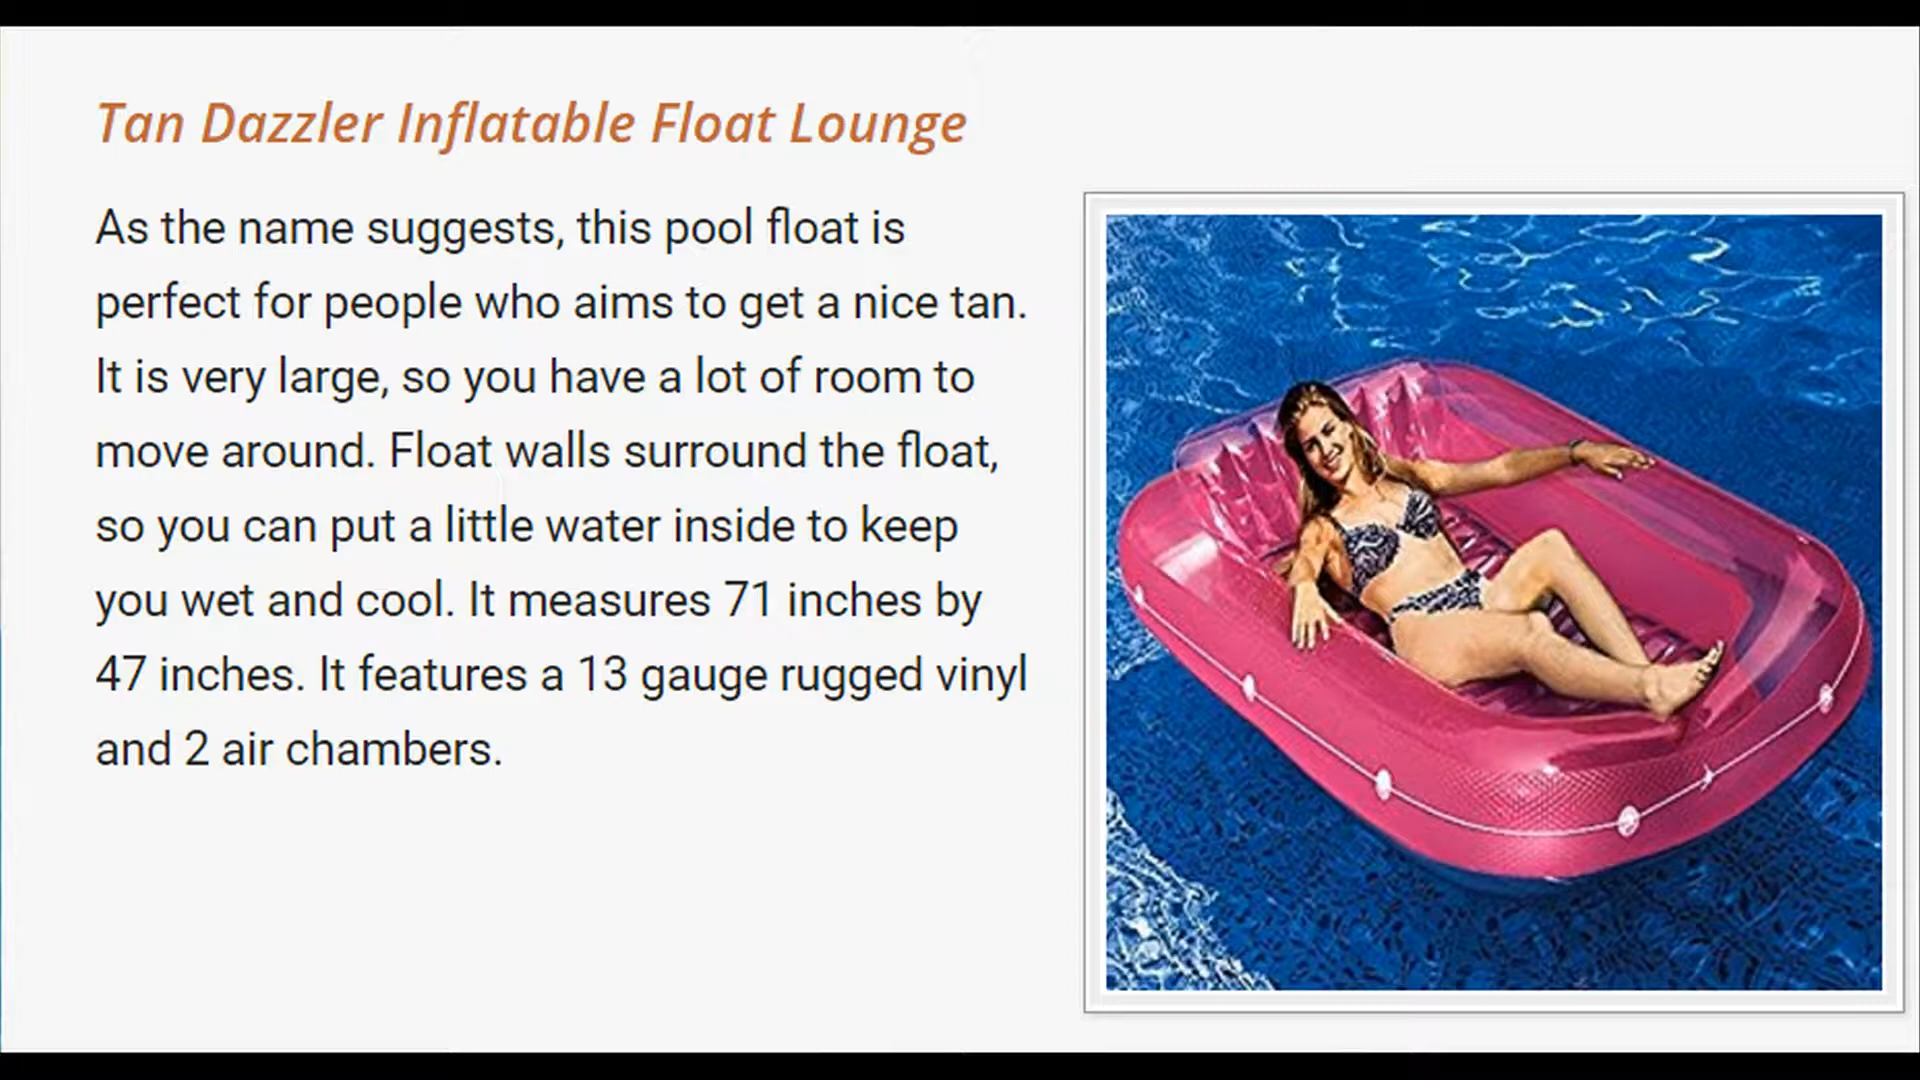 Tan Dazzler Inflatable Float Lounge
As the name suggests, this pool float is
perfect for people who aims to get a nice tan.
It is very large, so you have a lot of room to
move around. Float walls surround the float,
so you can put a little water inside to keep
you wet and cool. It measures 71 inches by
47 inches. It features a 13 gauge rugged vinyl
and 2 air chambers.